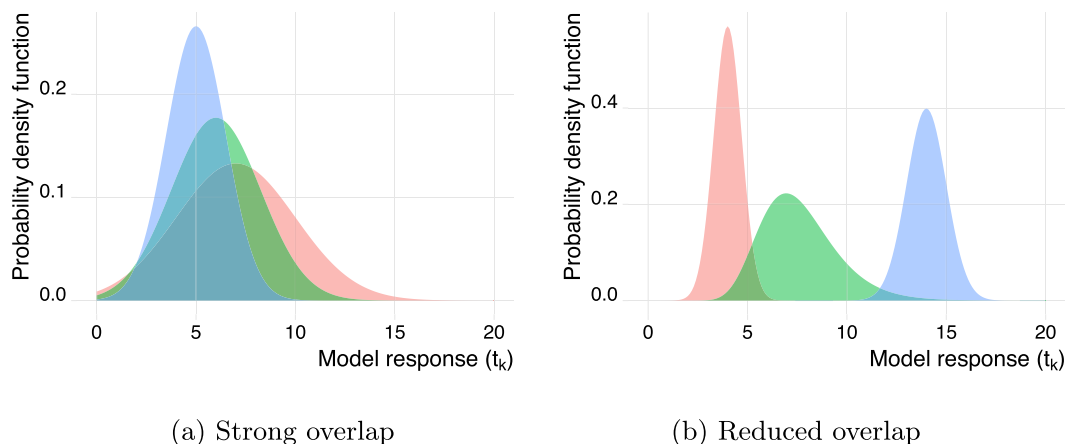 Probability density function
0.2
0.1
0.0
0 5 10 15 20
Model response (tk)
(a) Strong overlap
Probability density function
0.4
0.2
0.0
0 5 10 15 20
Model response (tk)
(b) Reduced overlap